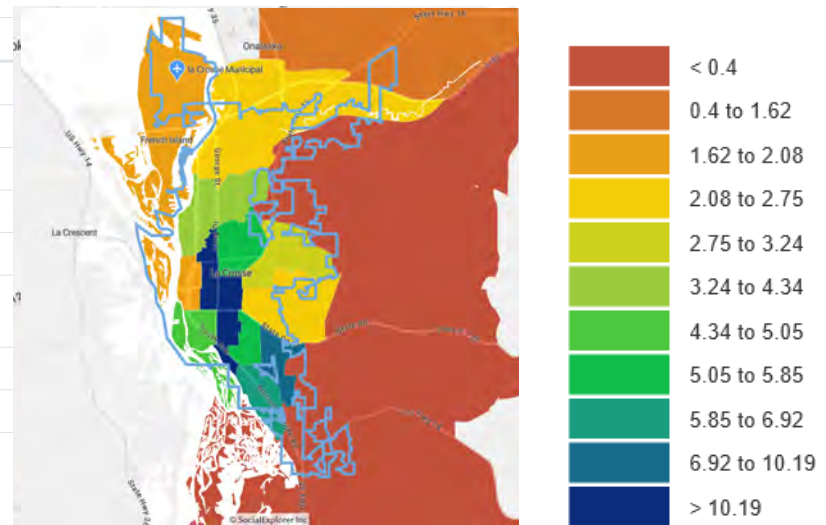 Onalaska
la Crosse Municipal
French Island
US Hwy 14
George St
La Crescent
La Crosse
© SocialExplorer Inc
< 0.4
0.4 to 1.62
1.62 to 2.08
2.08 to 2.75
2.75 to 3.24
3.24 to 4.34
4.34 to 5.05
5.05 to 5.85
5.85 to 6.92
6.92 to 10.19
> 10.19